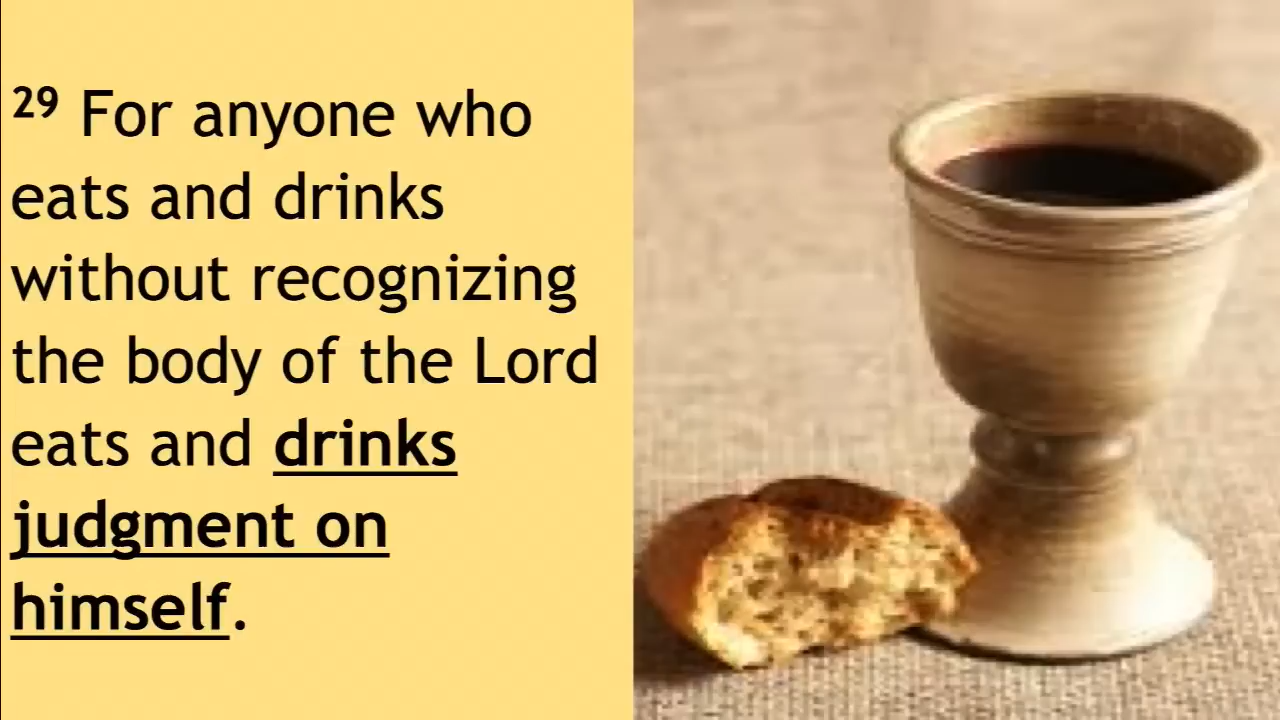 29 For anyone who
eats and drinks
without recognizing
the body of the Lord
eats and drinks
judgment on
himself.